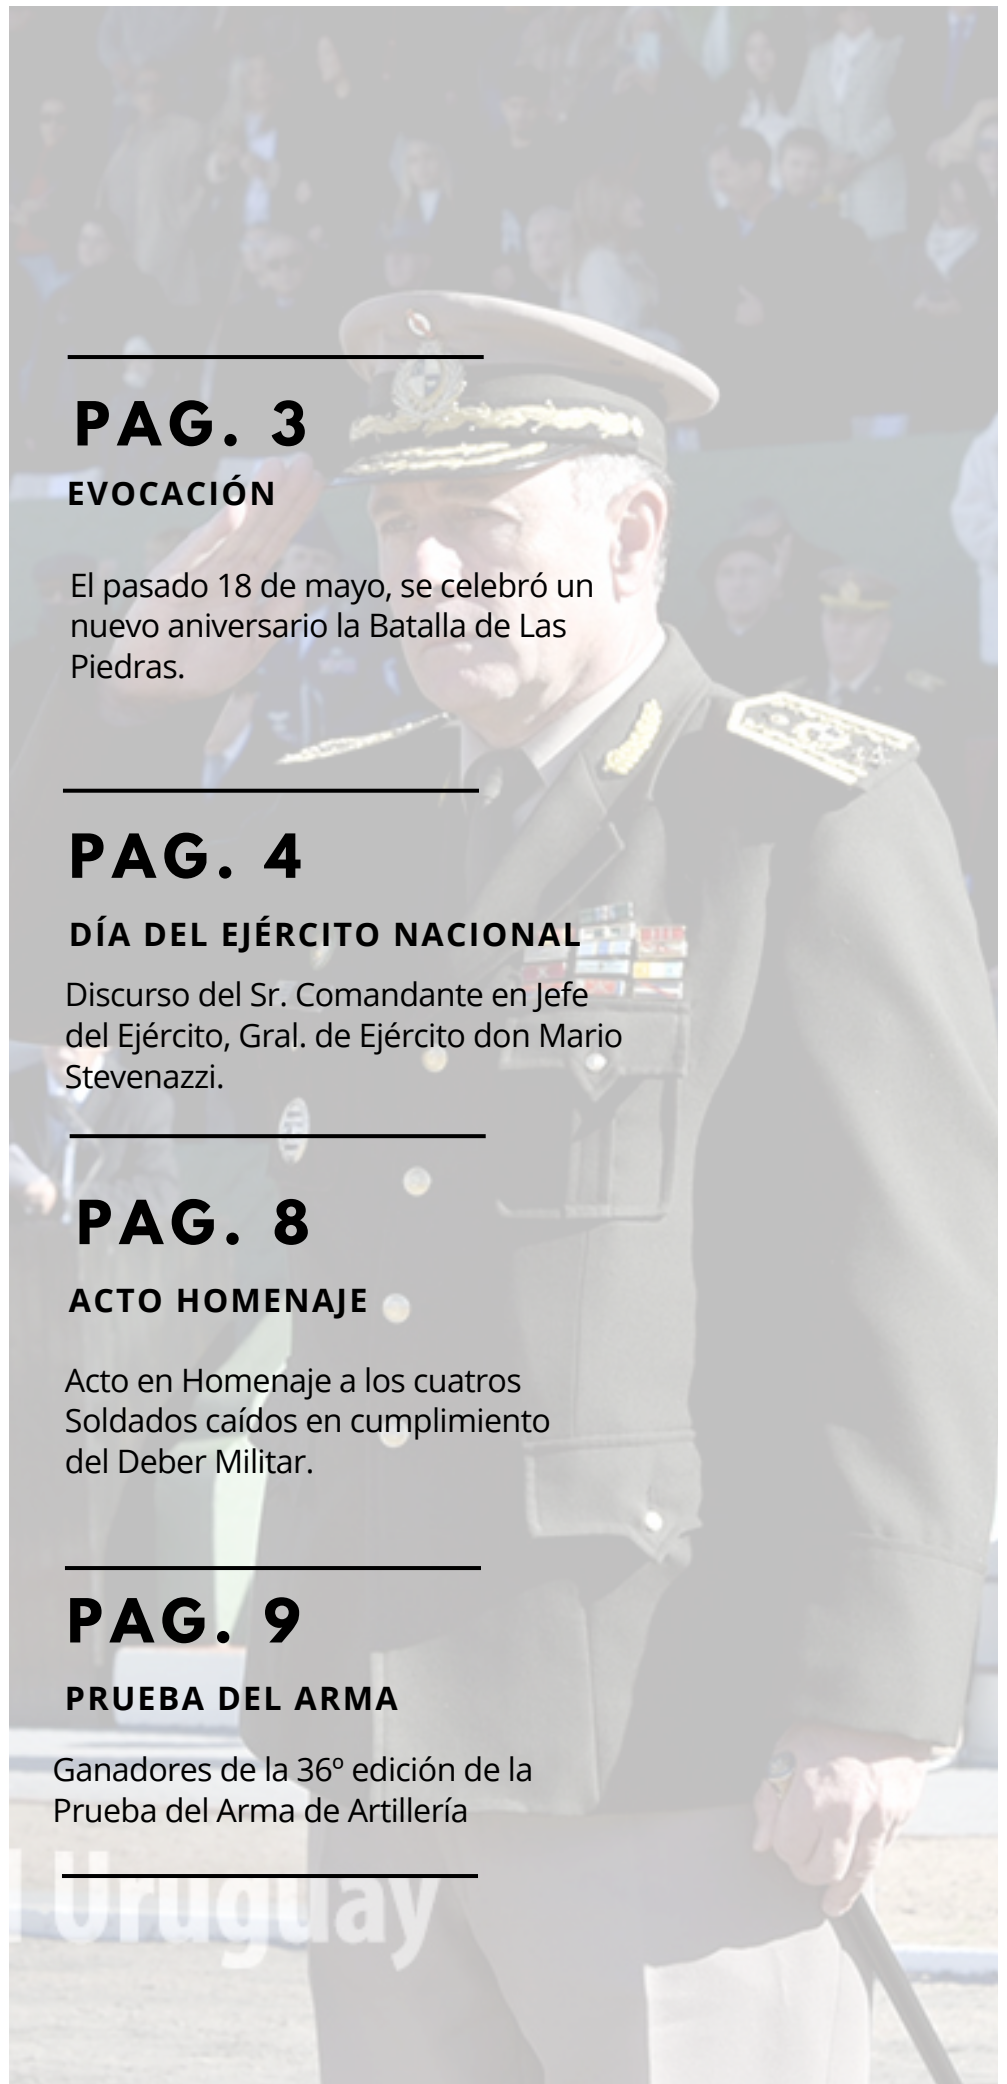 PAG. 3
EVOCACIÓN
El pasado 18 de mayo, se celebró un
nuevo aniversario la Batalla de Las
Piedras.
PAG. 4
DÍA DEL EJÉRCITO NACIONAL
Discurso del Sr. Comandante en Jefe
del Ejército, Gral. de Ejército don Mario
Stevenazzi.
PAG. 8
ACTO HOMENAJE
Acto en Homenaje a los cuatros
Soldados caídos en cumplimiento
del Deber Militar.
PAG. 9
PRUEBA DEL ARMA
Ganadores de la 36º edición de la
Prueba del Arma de Artillería
Uruguay